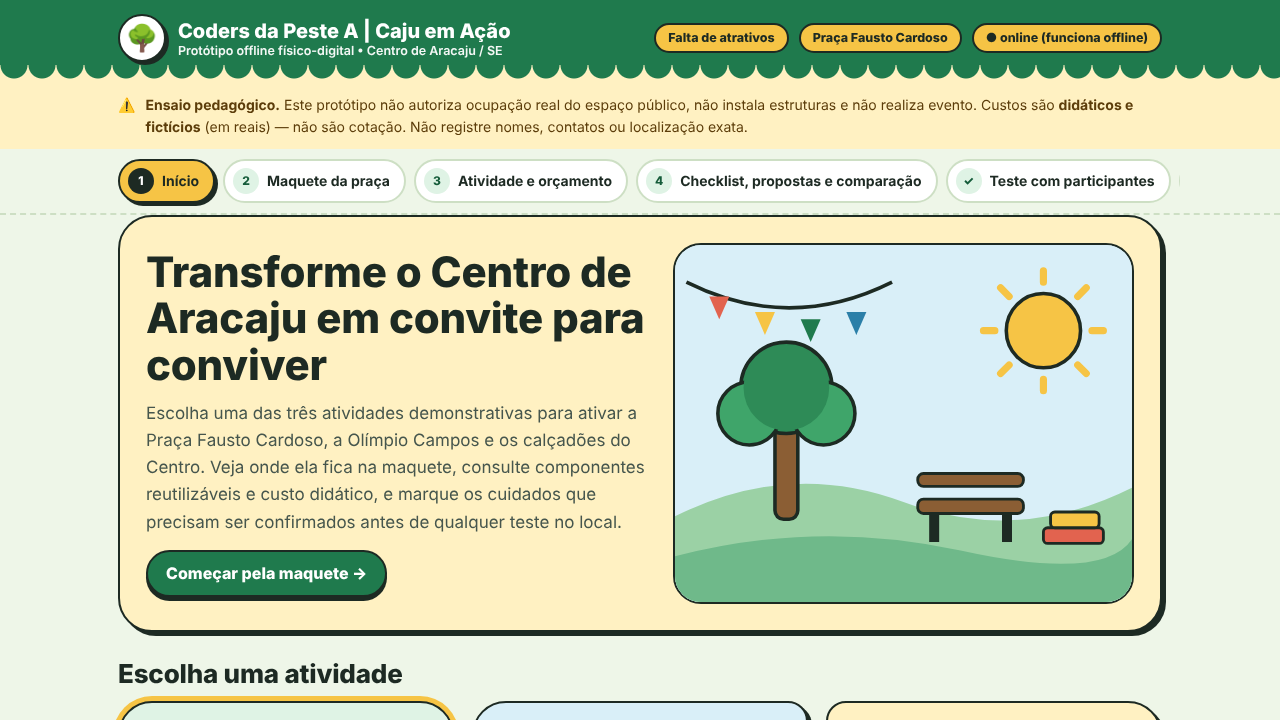 Coders da Peste A | Caju em Ação
Protótipo offline físico-digital • Centro de Aracaju / SE
Falta de atrativos
Praça Fausto Cardoso
● online (funciona offline)
⚠️ Ensaio pedagógico. Este protótipo não autoriza ocupação real do espaço público, não instala estruturas e não realiza evento. Custos são didáticos e
fictícios (em reais) — não são cotação. Não registre nomes, contatos ou localização exata.
1 Início
2 Maquete da praça
3 Atividade e orçamento
4 Checklist, propostas e comparação
✓ Teste com participantes
Transforme o Centro de
Aracaju em convite para
conviver
Escolha uma das três atividades demonstrativas para ativar a
Praça Fausto Cardoso, a Olímpio Campos e os calçadões do
Centro. Veja onde ela fica na maquete, consulte componentes
reutilizáveis e custo didático, e marque os cuidados que
precisam ser confirmados antes de qualquer teste no local.
Começar pela maquete →
Escolha uma atividade